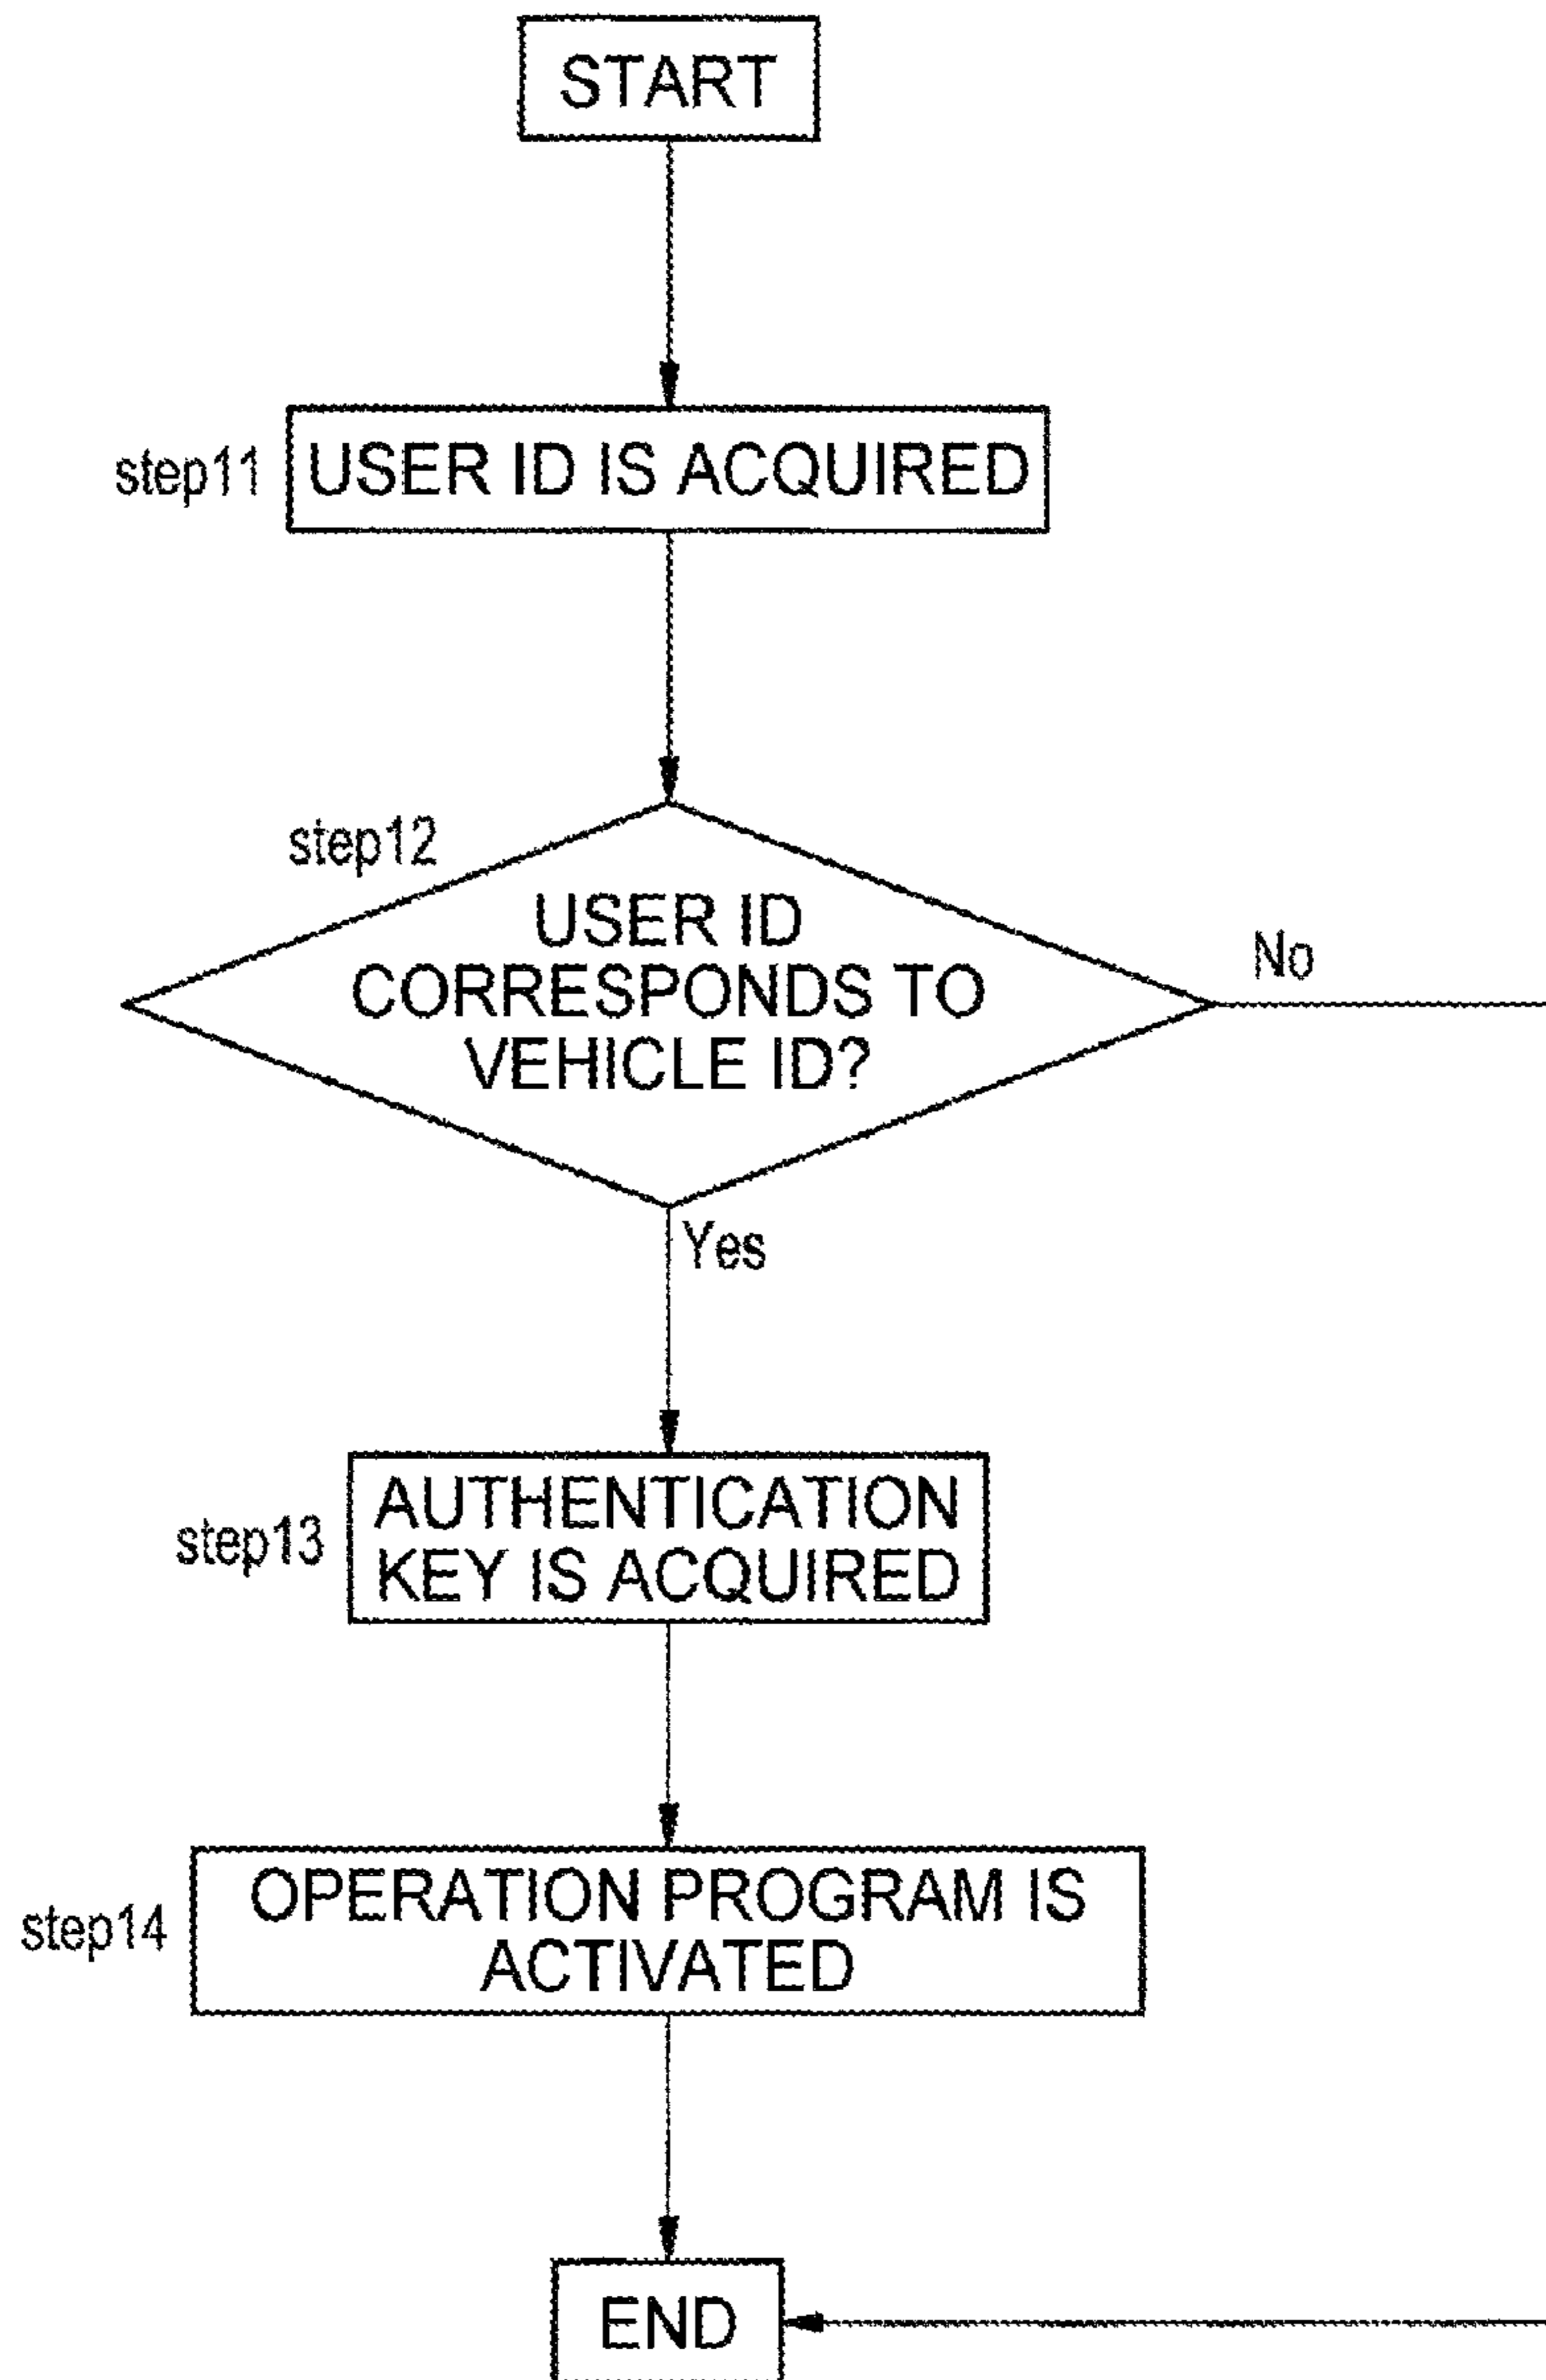 START
step11
USER ID IS ACQUIRED
step12
USER ID
CORRESPONDS TO
VEHICLE ID?
No
Yes
step13
AUTHENTICATION
KEY IS ACQUIRED
step14
OPERATION PROGRAM IS
ACTIVATED
END